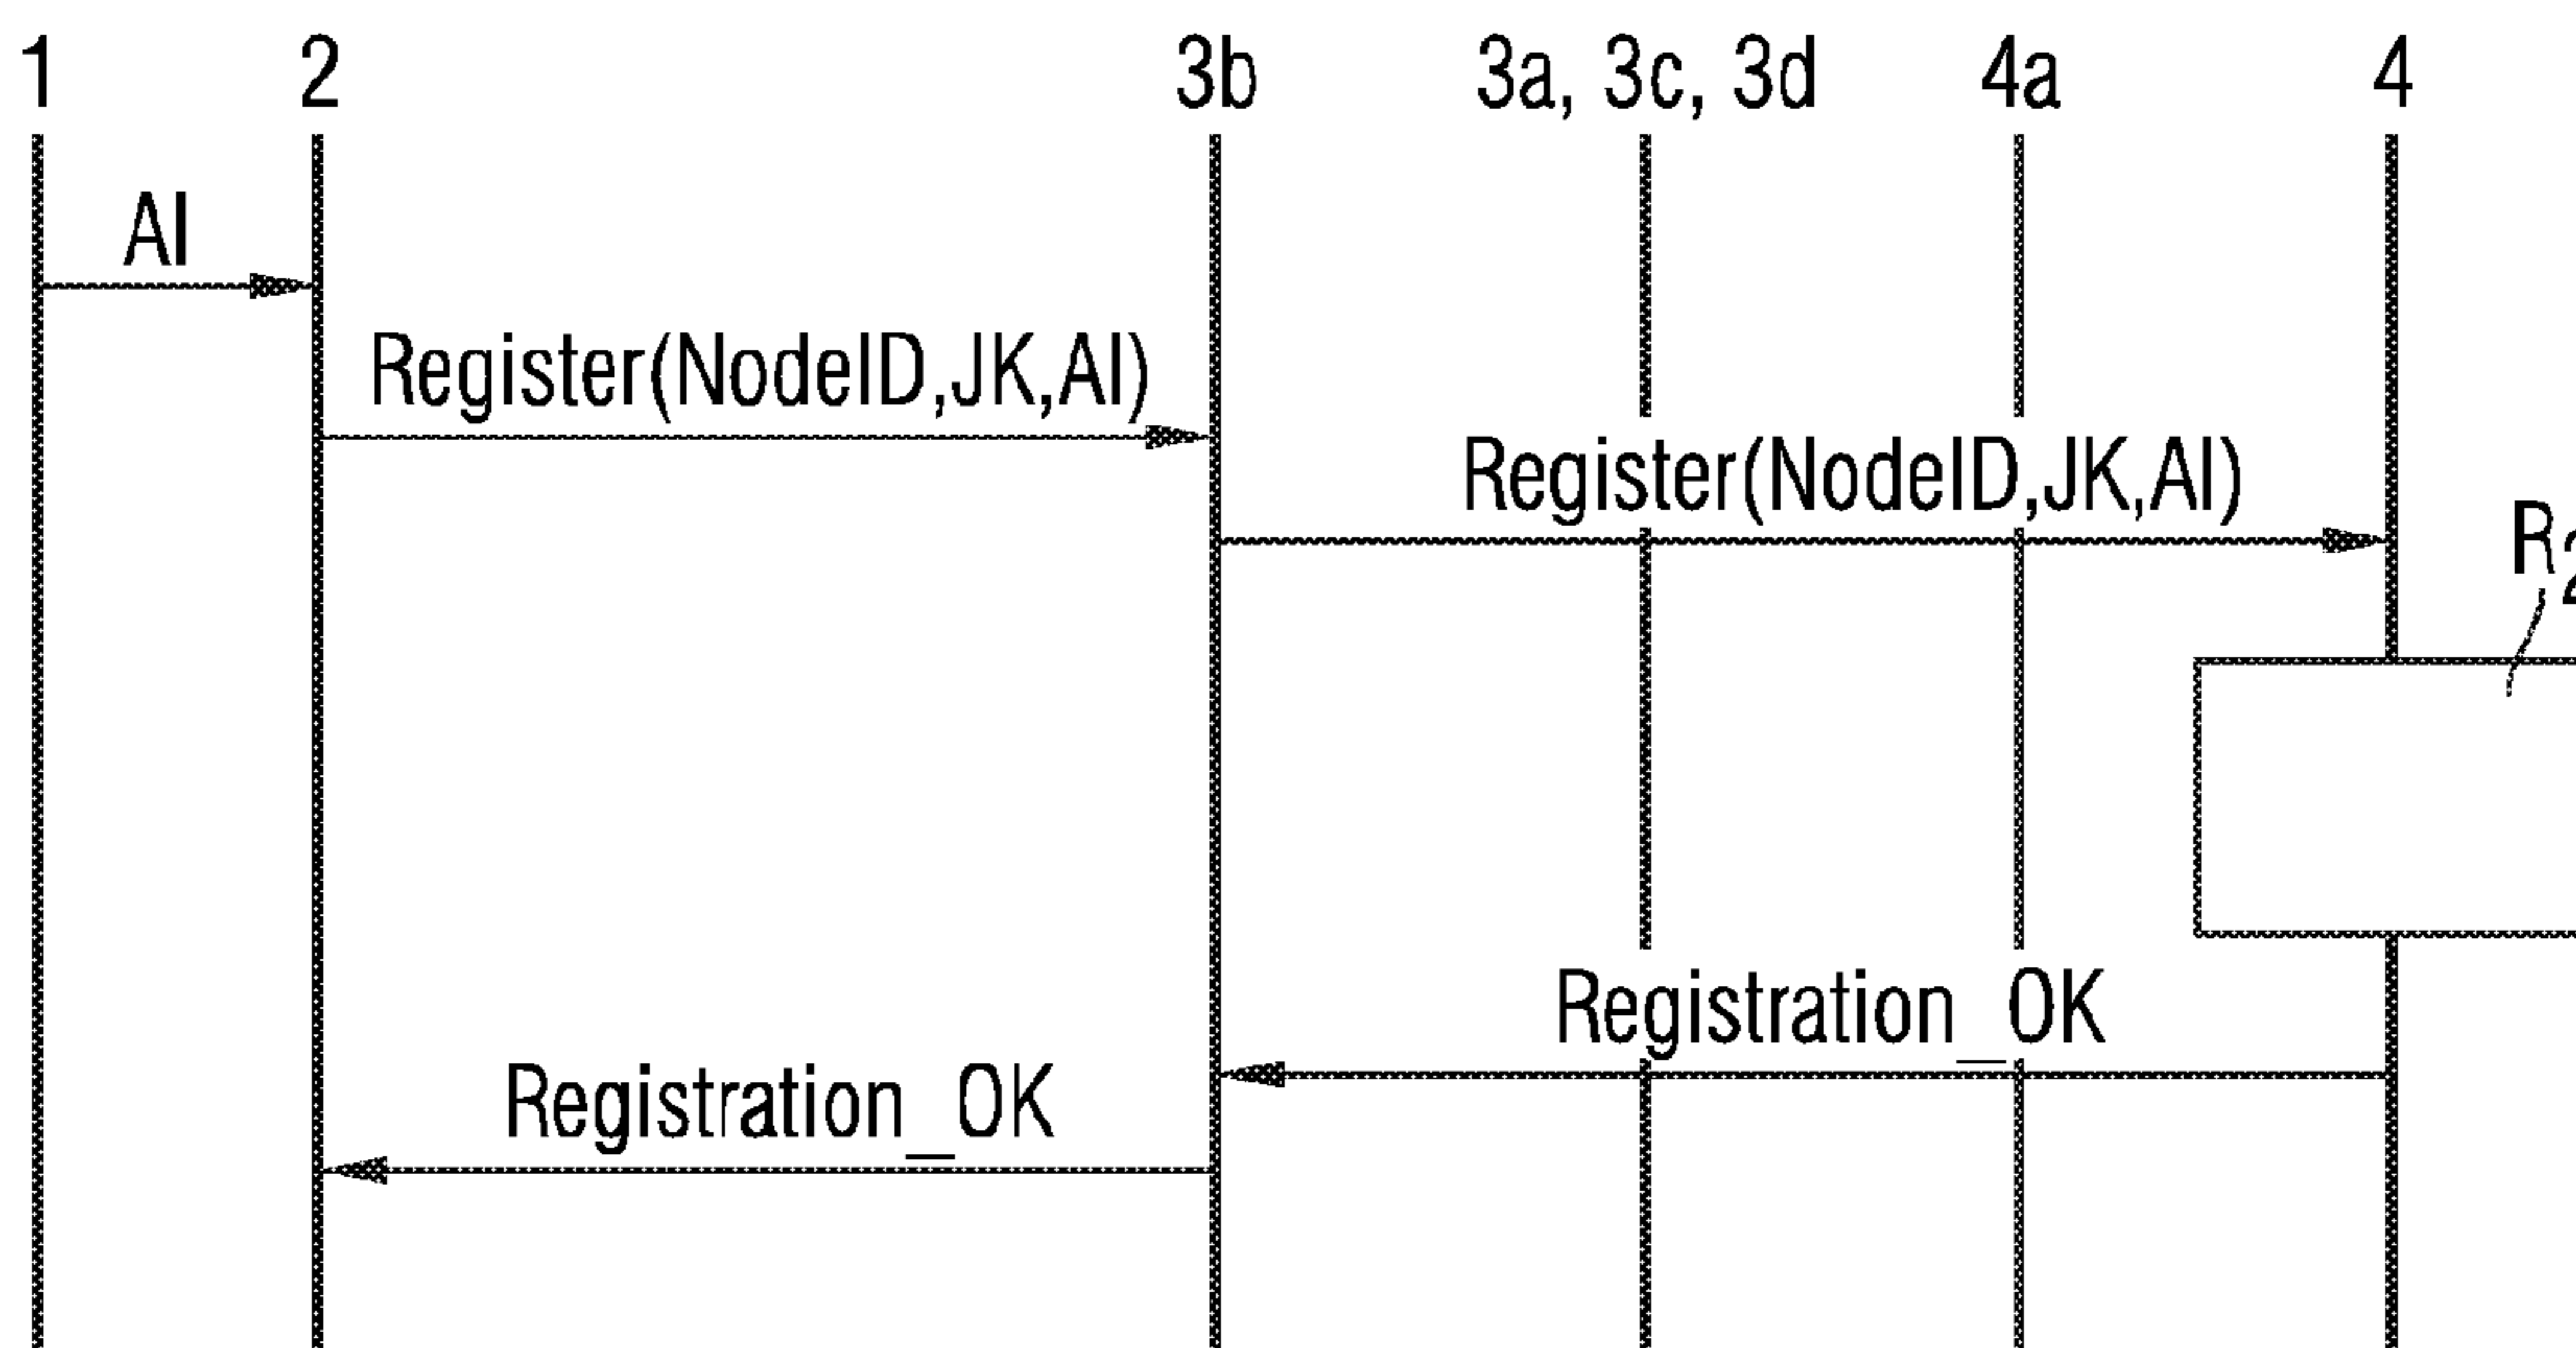 1 2 3b 3a, 3c, 3d 4a 4
AI
Register(NodeID,JK,AI)
Register(NodeID,JK,AI)
R2
Registration_OK
Registration_OK